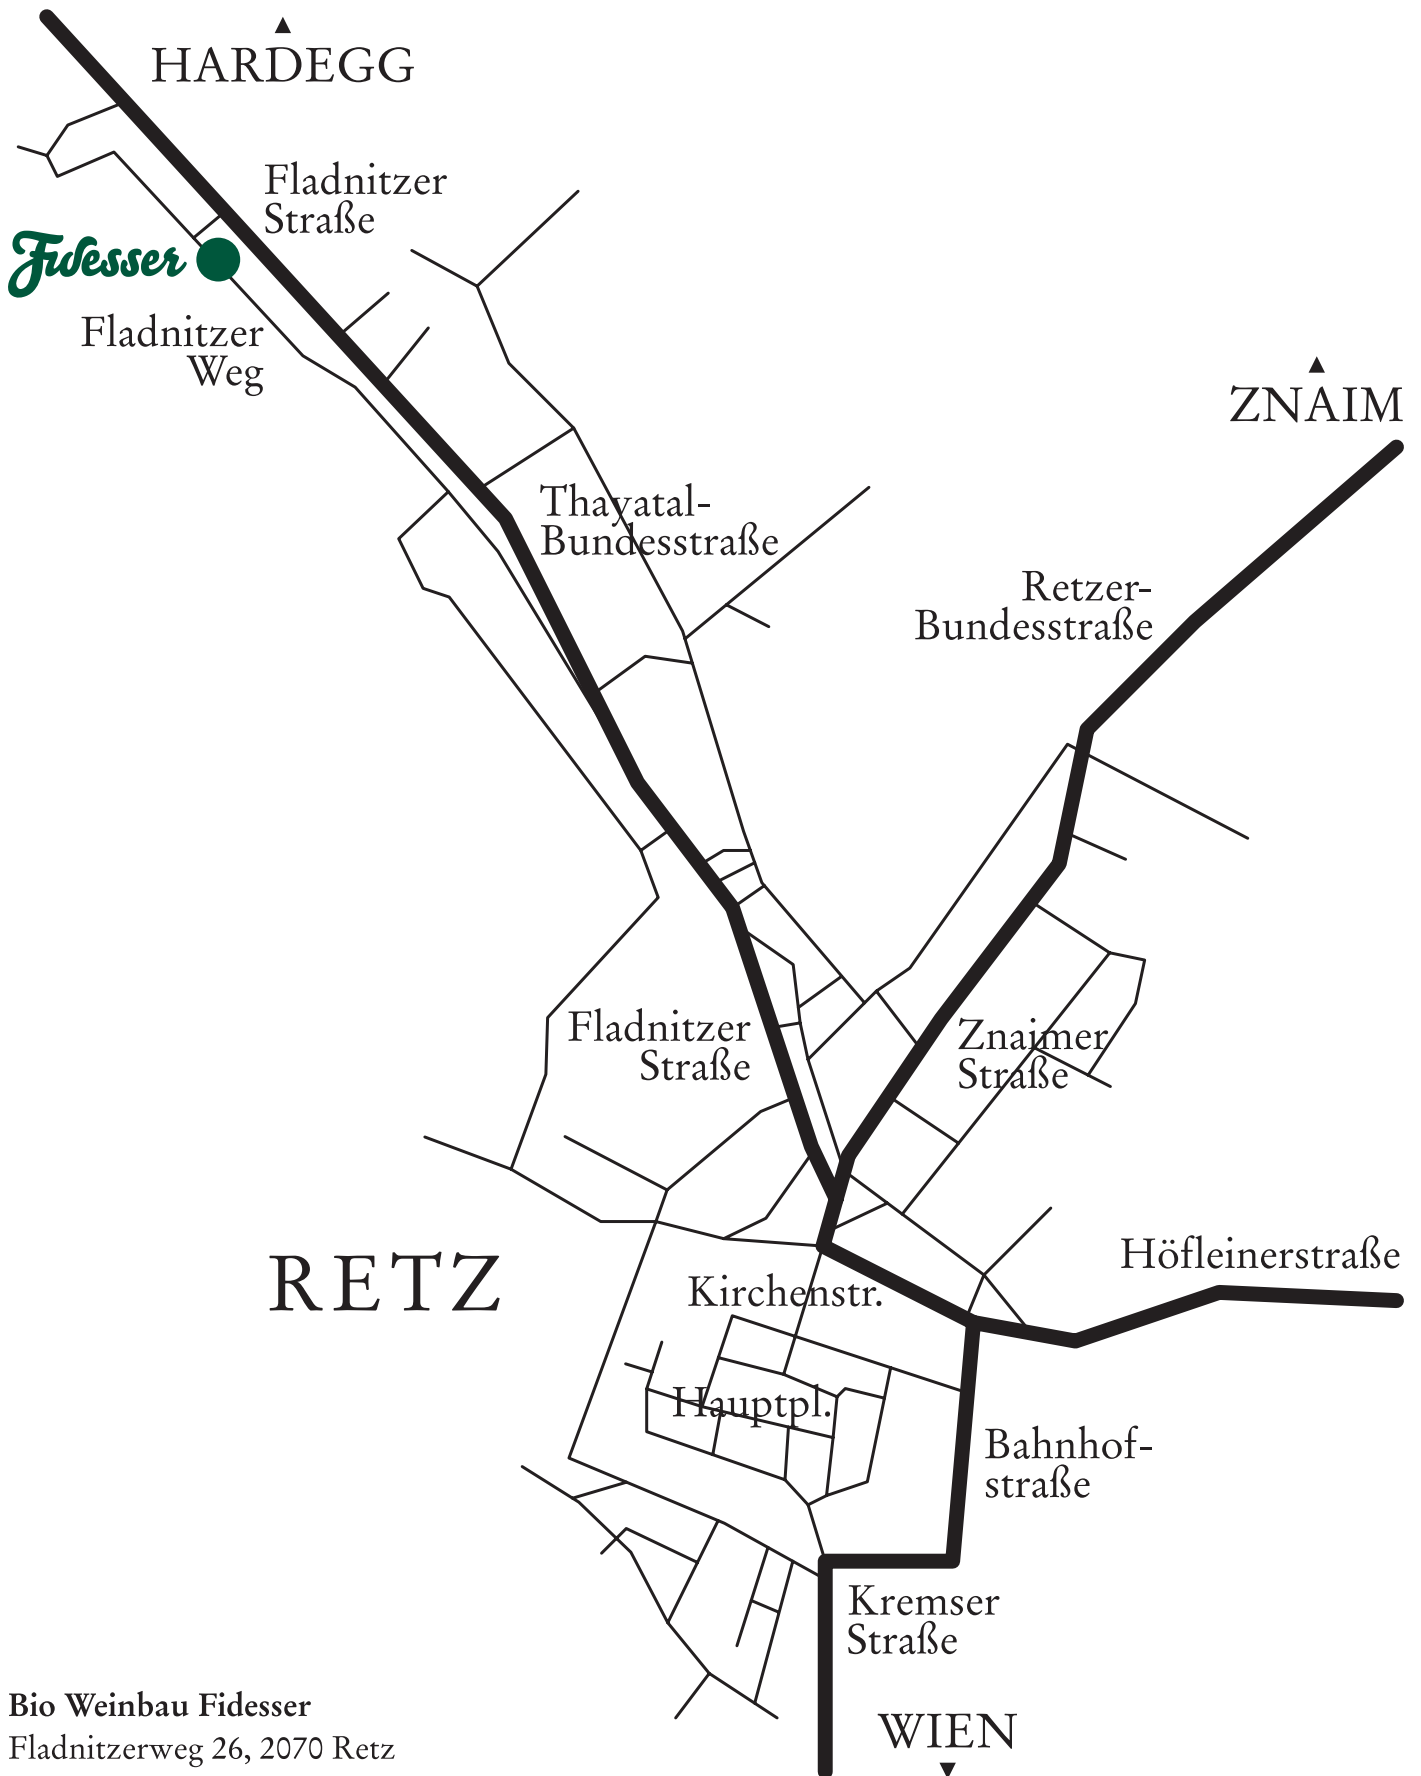 HARDEGG
Fladnitzer
Straße
Fidesser
Fladnitzer
Weg
ZNAIM
Thayatal-
Bundesstraße
Retzer-
Bundesstraße
Fladnitzer
Straße
Znaimer
Straße
RETZ
Höfleinerstraße
Kirchenstr.
Hauptpl.
Bahnhof-
straße
Kremser
Straße
WIEN
Bio Weinbau Fidesser
Fladnitzerweg 26, 2070 Retz